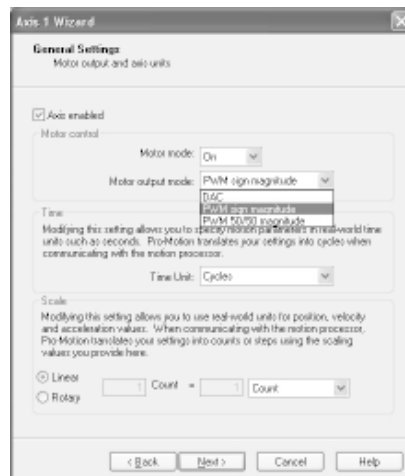 Axis 1 Wizard
General Settings
Motor output and axis units
Axis enabled
Motor control
Motor mode: On
Motor output mode: PWM sign magnitude
DAC
PWM sign magnitude
PWM 50/50 magnitude
Time
Modifying this setting allows you to specify motion parameters in real-world time
units such as seconds. Pro-Motion translates your settings into cycles when
communicating with the motion processor.
Time Unit: Cycles
Scale
Modifying this setting allows you to use real-world units for position, velocity
and acceleration values. When communicating with the motion processor,
Pro-Motion translates your settings into counts or steps using the scaling
values you provide here.
Linear
1 Count = 1 Count
Rotary
< Back Next > Cancel Help